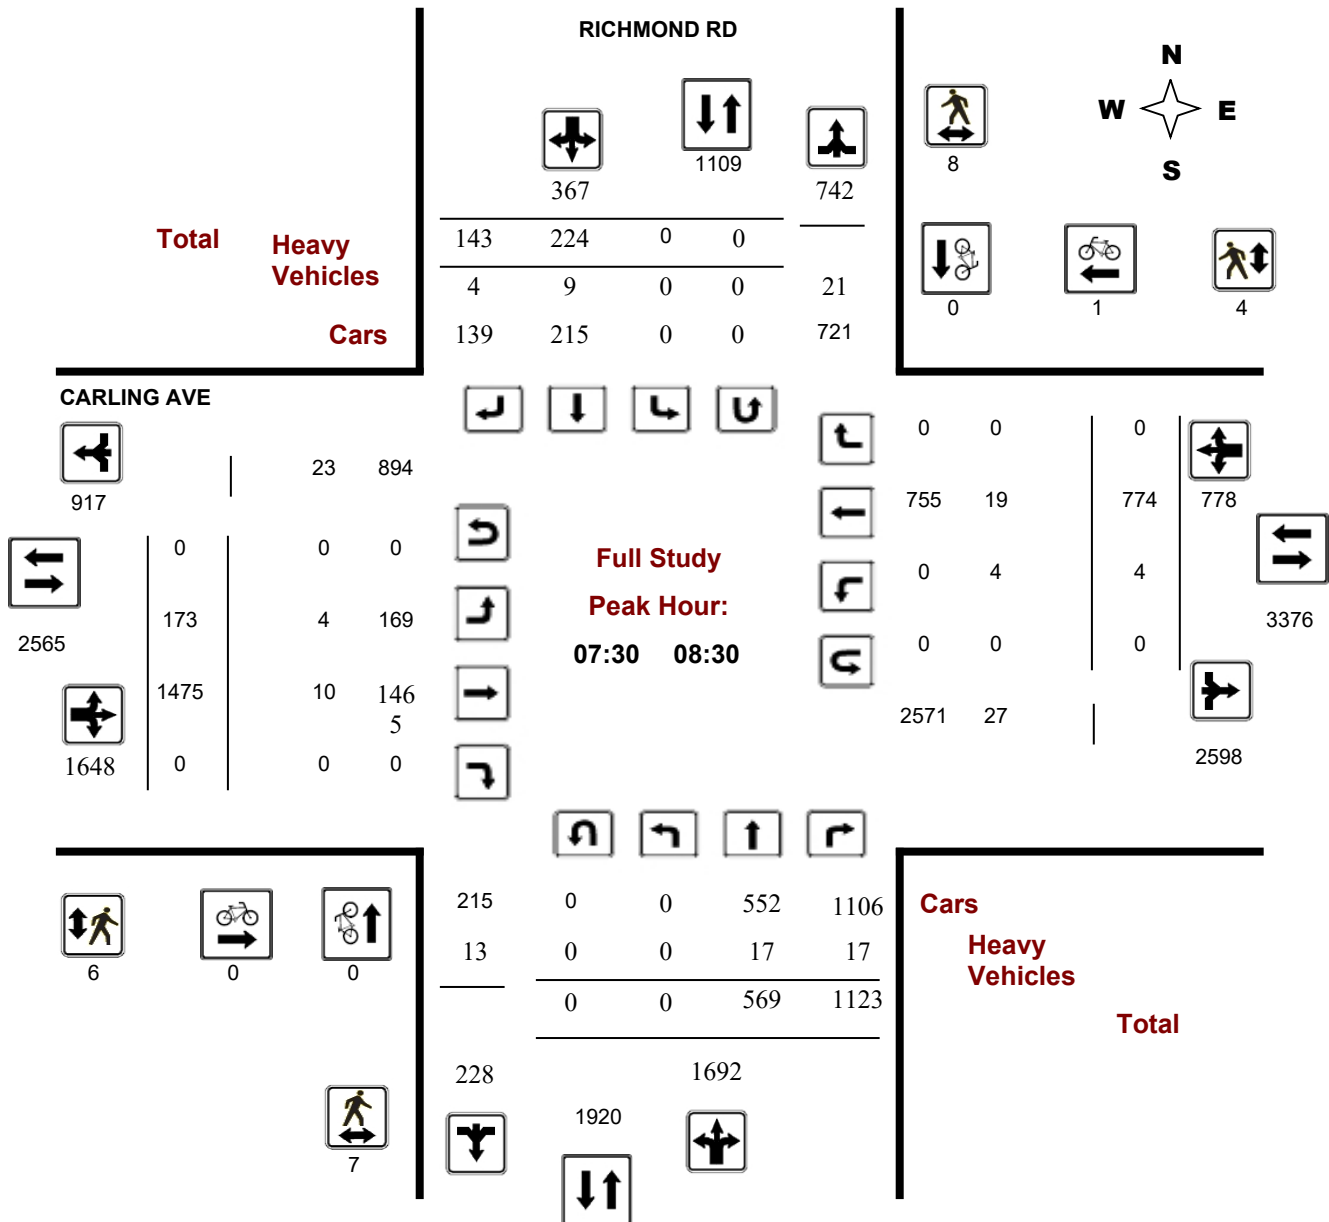 RICHMOND RD
N
W E
S
1109
8
367
742
Total
Heavy
Vehicles
143 224 0 0
4 9 0 0 21
0 1 4
Cars
139 215 0 0 721
CARLING AVE
0 0 0
23 894
917
755 19 774 778
0 0 0
Full Study
0 4 4
Peak Hour:
173 4 169
3376
2565
07:30 08:30
0 0 0
1475 10 146
5
2571 27
1648 0 0 0
2598
215 0 0 552 1106 Cars
13 0 0 17 17
Heavy
Vehicles
6 0 0
0 0 569 1123
Total
228 1692
1920
7